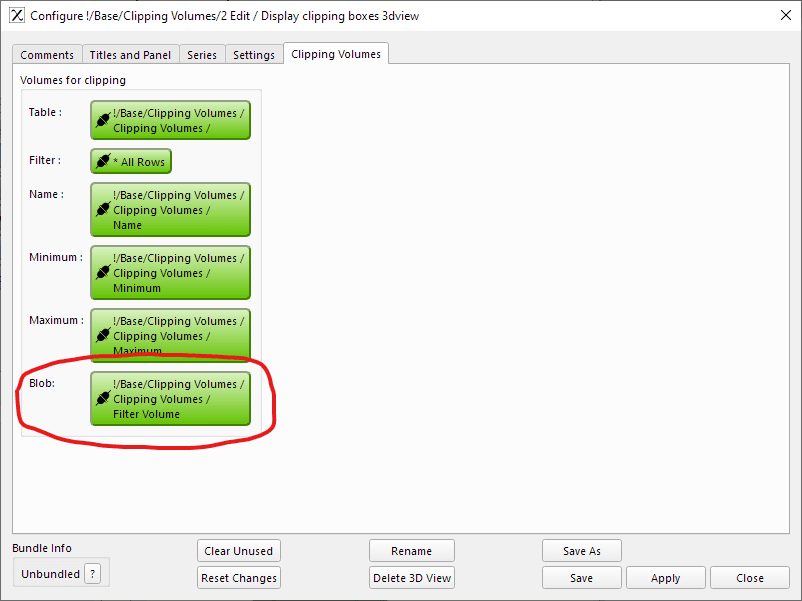 Configure !/Base/Clipping Volumes/2 Edit / Display clipping boxes 3dview
Comments
Titles and Panel
Series
Settings
Clipping Volumes
Volumes for clipping
Table :
!/Base/Clipping Volumes /
Clipping Volumes /
Filter :
* All Rows
Name :
!/Base/Clipping Volumes /
Clipping Volumes /
Name
Minimum :
!/Base/Clipping Volumes /
Clipping Volumes /
Minimum
Maximum :
!/Base/Clipping Volumes /
Clipping Volumes /
Maximum
Blob:
!/Base/Clipping Volumes /
Clipping Volumes /
Filter Volume
Bundle Info
Unbundled ?
Clear Unused
Rename
Save As
Reset Changes
Delete 3D View
Save
Apply
Close